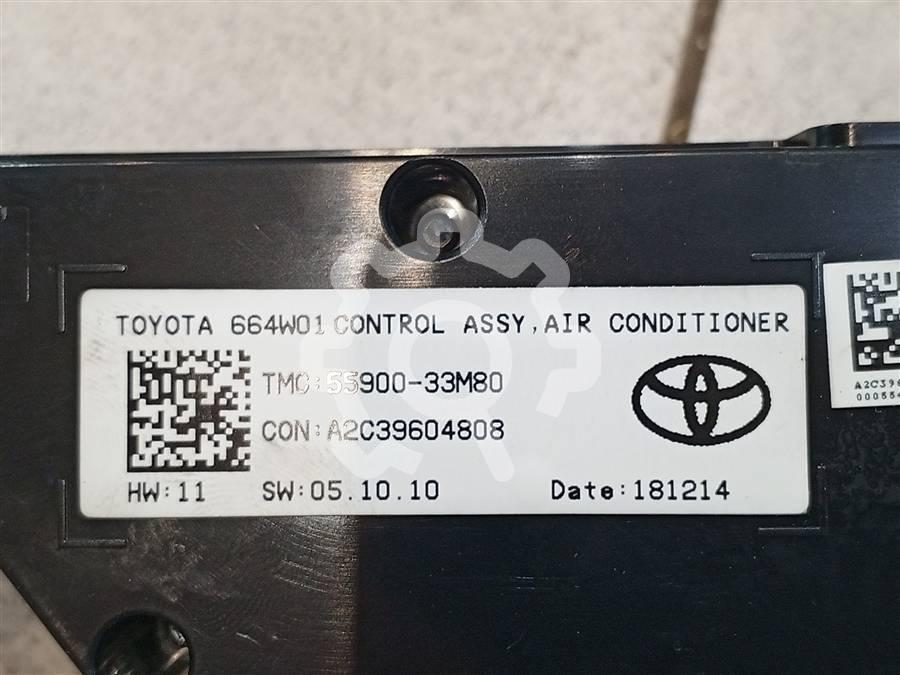 TOYOTA 664W01 CONTROL ASSY,AIR CONDITIONER
TMC:55900-33M80
CON:A2C39604808
HW:11 SW:05.10.10 Date:181214